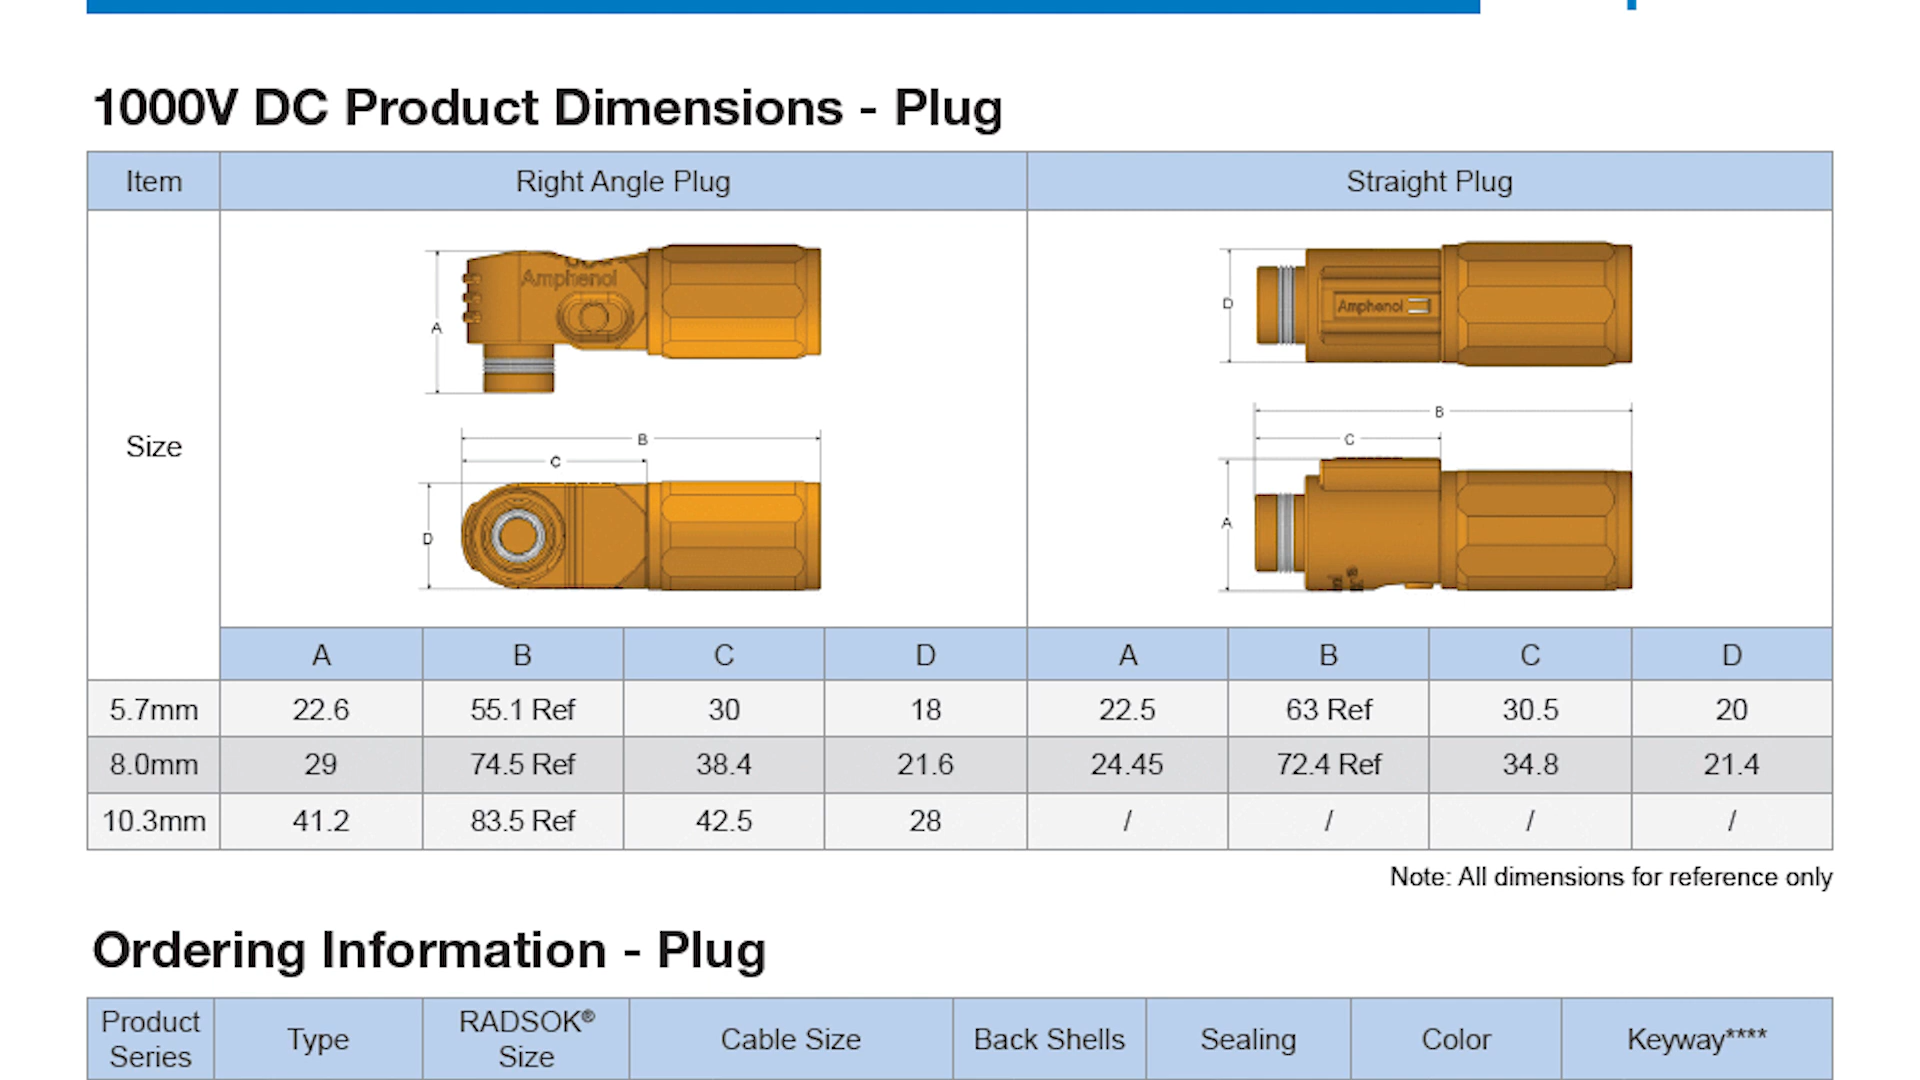 1000V DC Product Dimensions - Plug
Item Right Angle Plug Straight Plug
Size
Amphenol
A
B
C
D
D
Amphenol
B
C
A
A B C D A B C D
5.7mm 22.6 55.1 Ref 30 18 22.5 63 Ref 30.5 20
8.0mm 29 74.5 Ref 38.4 21.6 24.45 72.4 Ref 34.8 21.4
10.3mm 41.2 83.5 Ref 42.5 28 / / / /
Note: All dimensions for reference only
Ordering Information - Plug
Product Series Type RADSOK® Size Cable Size Back Shells Sealing Color Keyway****